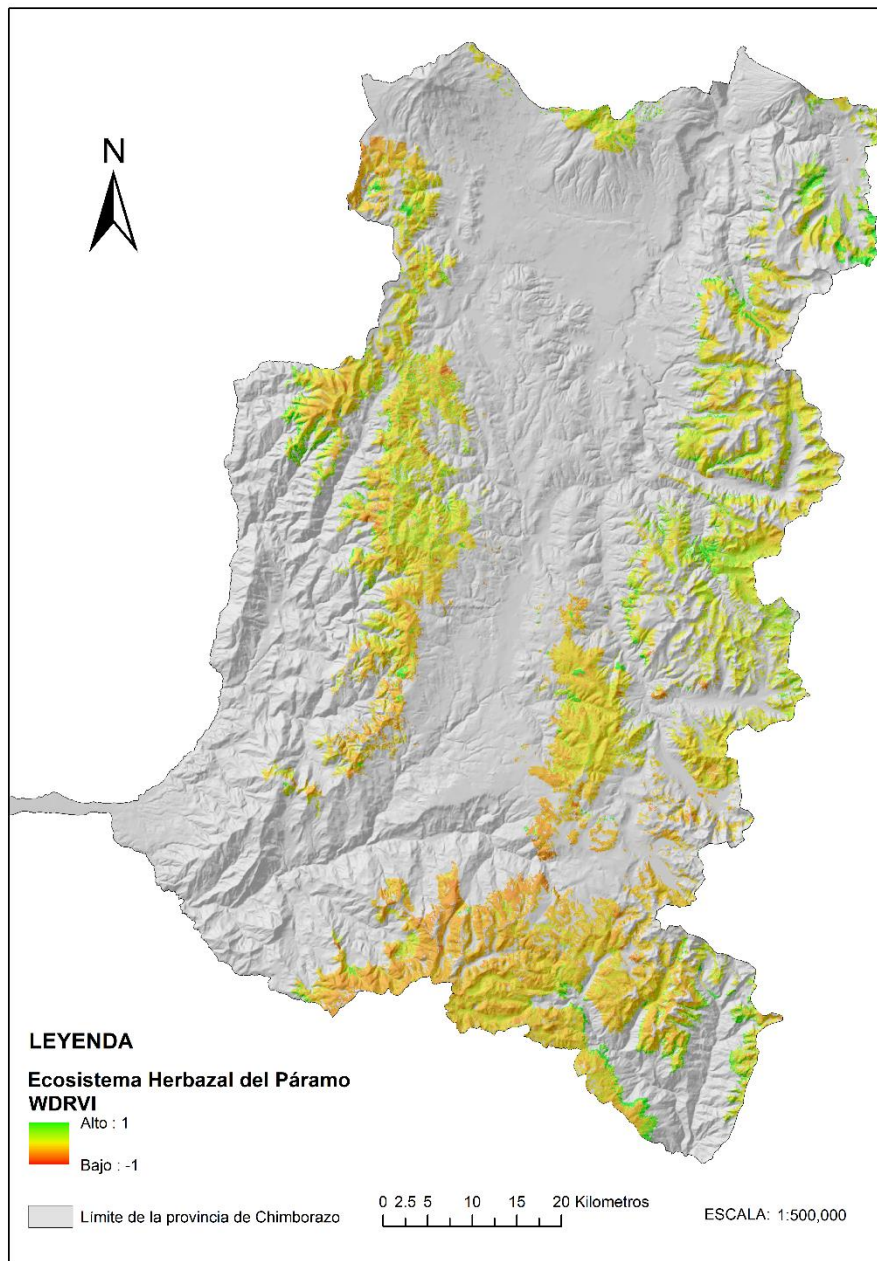 N
LEYENDA
Ecosistema Herbazal del Páramo
WDRVI
Alto : 1
Bajo : -1
Límite de la provincia de Chimborazo
0 2.5 5 10 15 20 Kilometros
ESCALA: 1:500,000